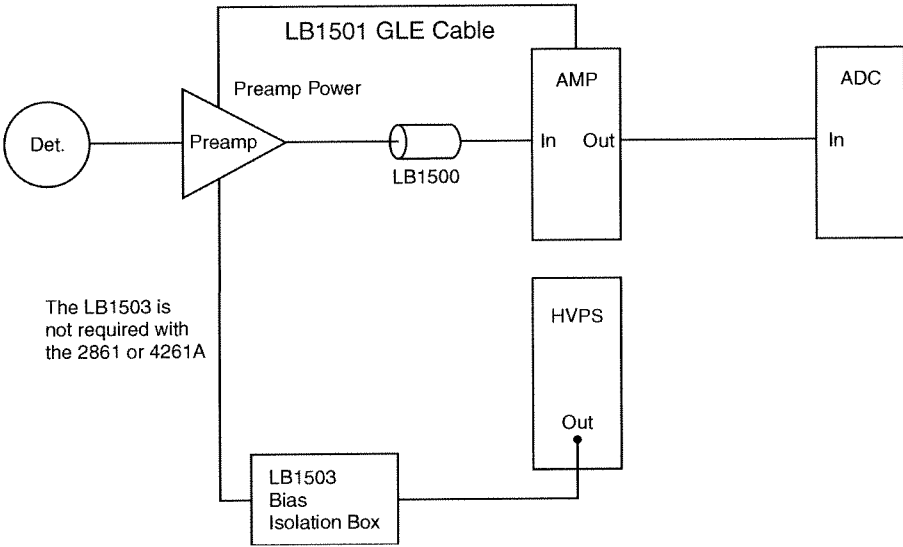 LB1501 GLE Cable
Preamp Power
Det.
Preamp
LB1500
AMP
In Out
ADC
In
The LB1503 is
not required with
the 2861 or 4261A
HVPS
Out
LB1503
Bias
Isolation Box